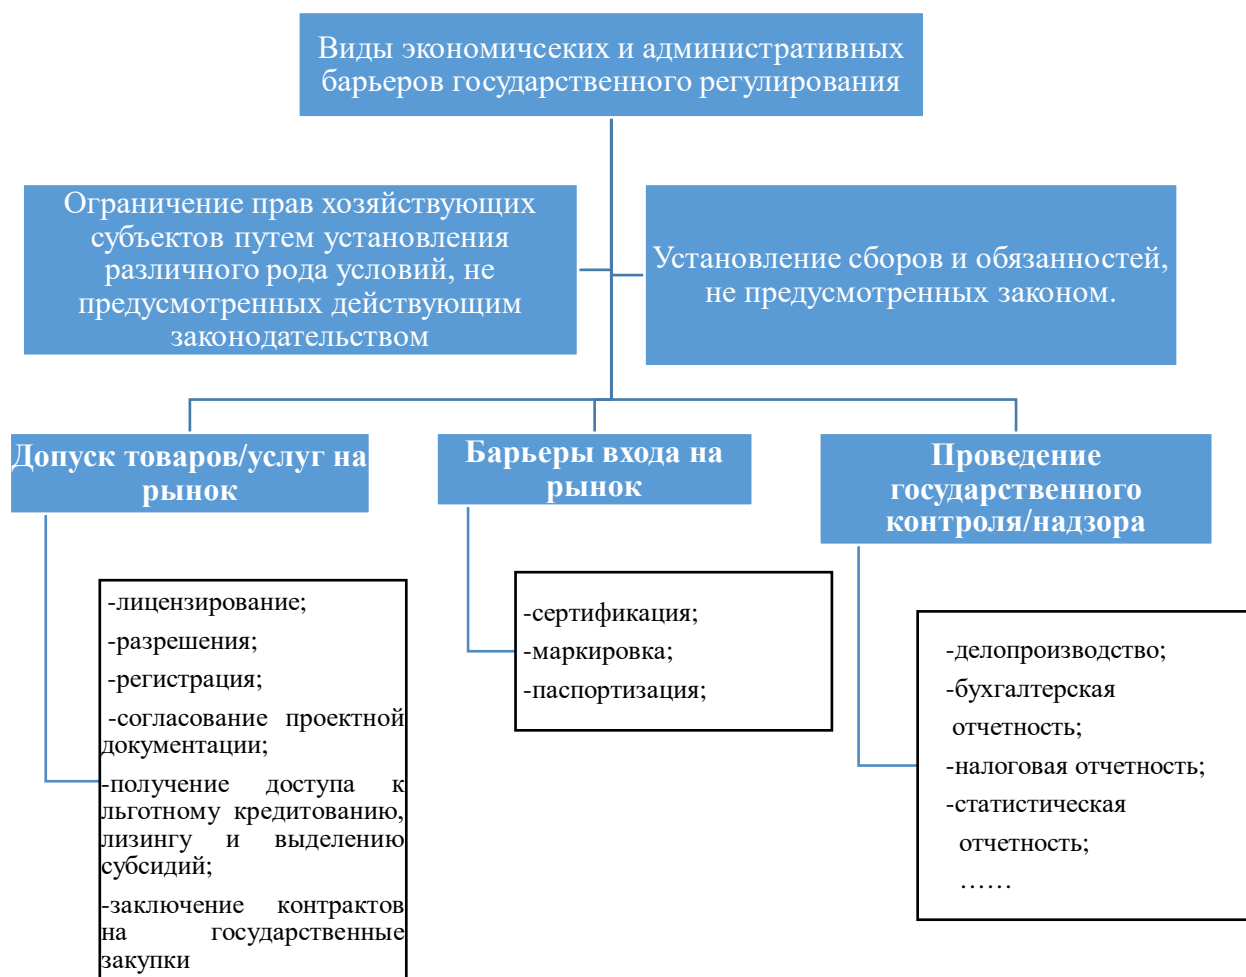 Виды экономичсеких и административных
барьеров государственного регулирования
Ограничение прав хозяйствующих
субъектов путем установления
различного рода условий, не
предусмотренных действующим
законодательством
Установление сборов и обязанностей,
не предусмотренных законом.
Допуск товаров/услуг на
рынок
-лицензирование;
-разрешения;
-регистрация;
-согласование проектной
документации;
-получение доступа к
льготному кредитованию,
лизингу и выделению
субсидий;
-заключение контрактов
на государственные
закупки
Барьеры входа на
рынок
-сертификация;
-маркировка;
-паспортизация;
Проведение
государственного
контроля/надзора
-делопроизводство;
-бухгалтерская
отчетность;
-налоговая отчетность;
-статистическая
отчетность;
……